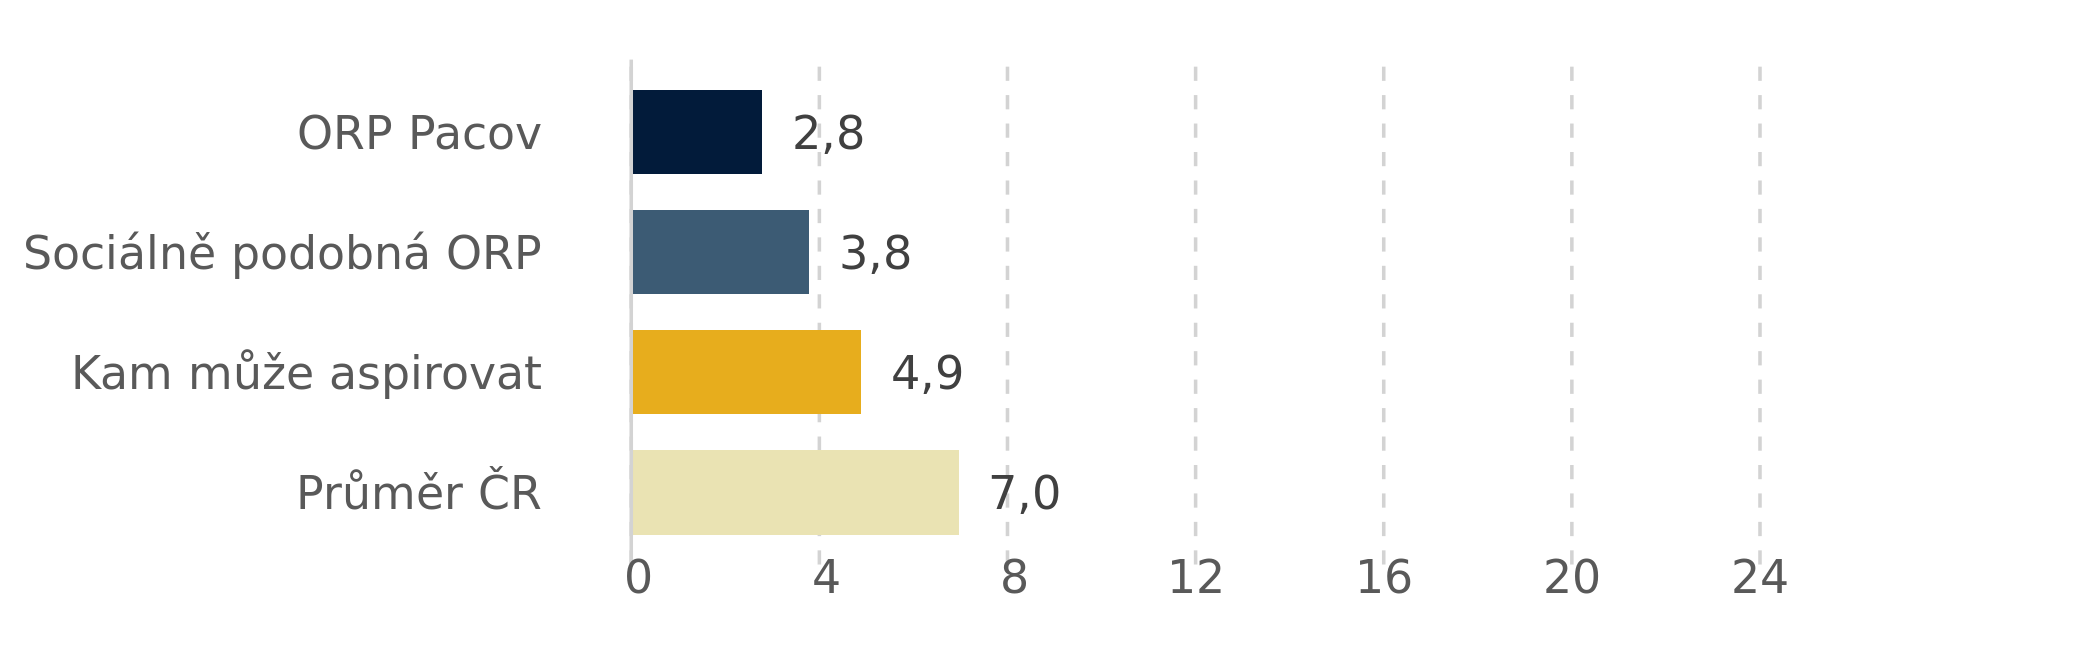 ORP Pacov 2,8
Sociálně podobná ORP 3,8
Kam může aspirovat 4,9
Průměr ČR 7,0
0 4 8 12 16 20 24